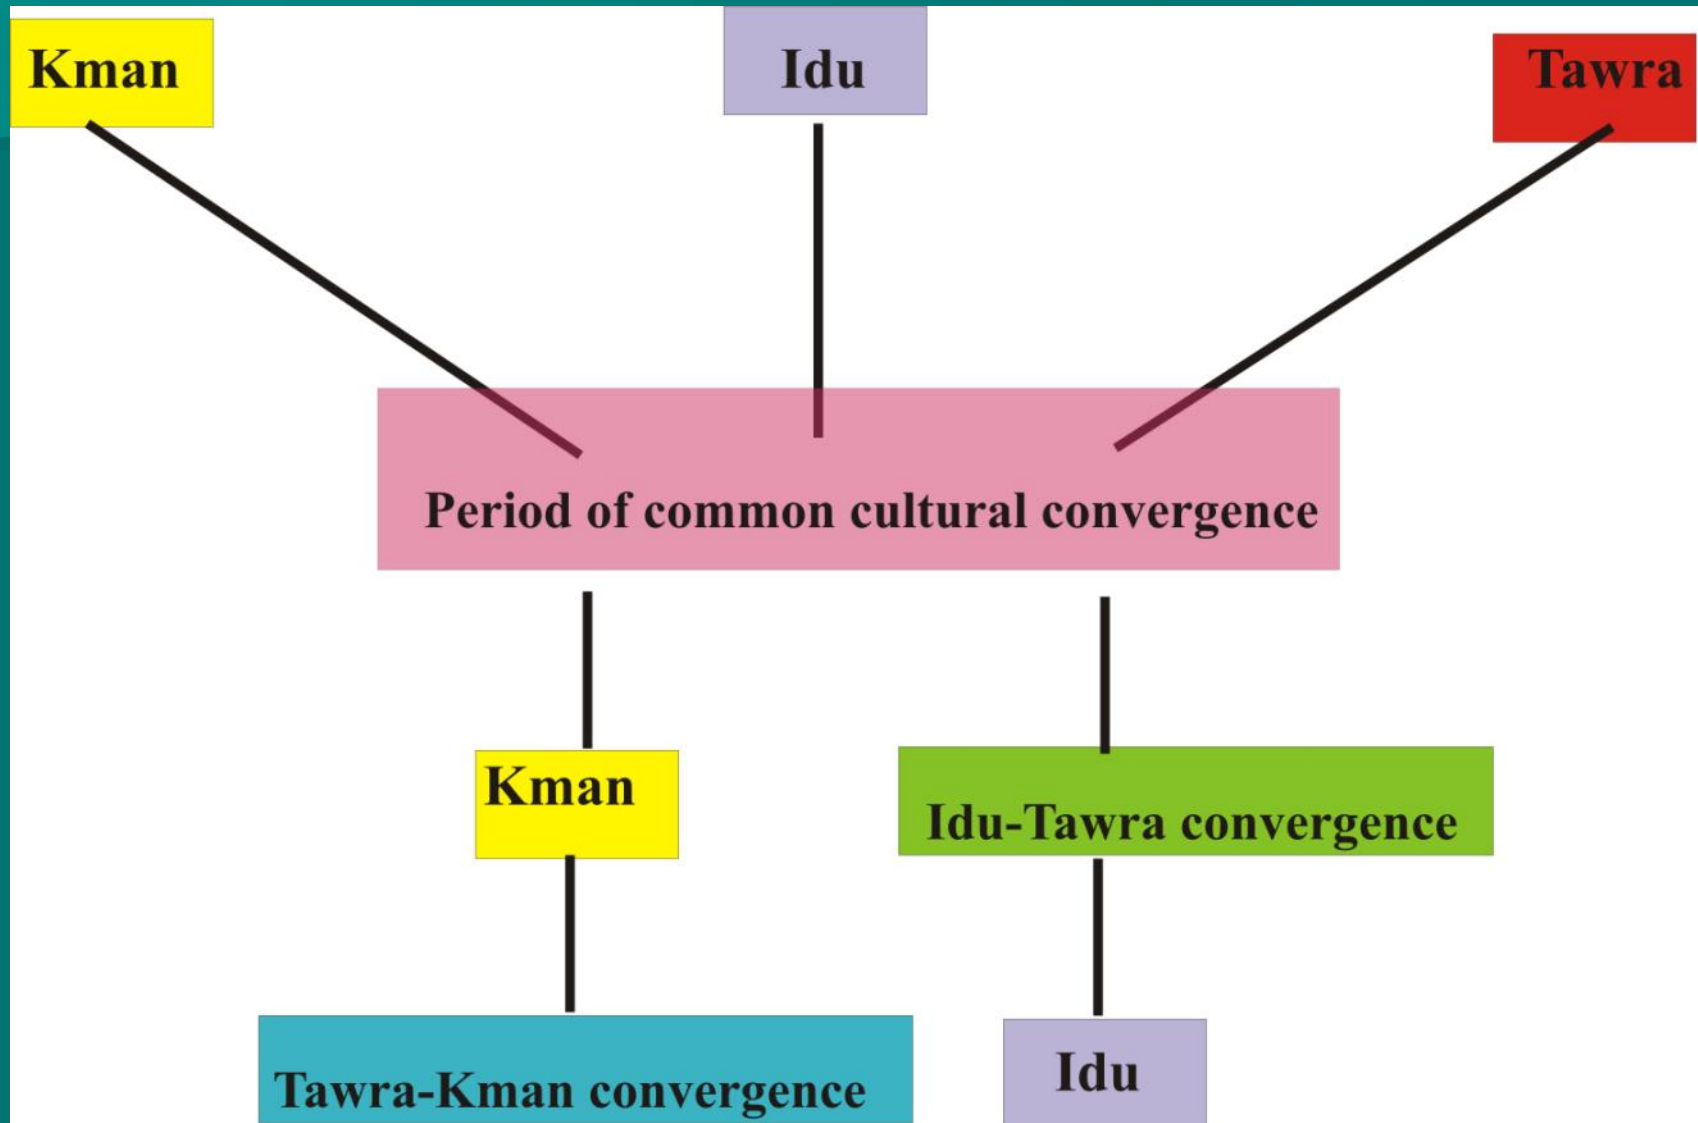 Kman
Idu
Tawra
Period of common cultural convergence
Kman
Idu-Tawra convergence
Tawra-Kman convergence
Idu